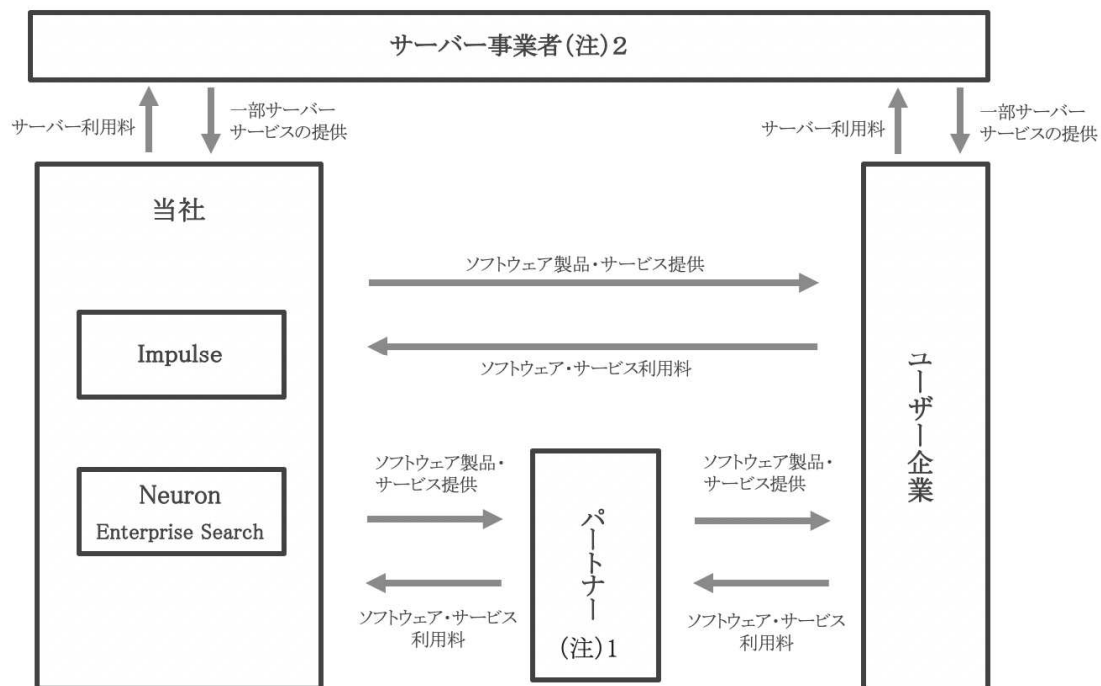 サーバー事業者(注)2
サーバー利用料
一部サーバー
サービスの提供
サーバー利用料
一部サーバー
サービスの提供
当社
ソフトウェア製品・サービス提供
Impulse
ソフトウェア・サービス利用料
ユーザー企業
Neuron
Enterprise Search
ソフトウェア製品・
サービス提供
ソフトウェア製品・
サービス提供
パートナー
(注)1
ソフトウェア・サービス
利用料
ソフトウェア・サービス
利用料